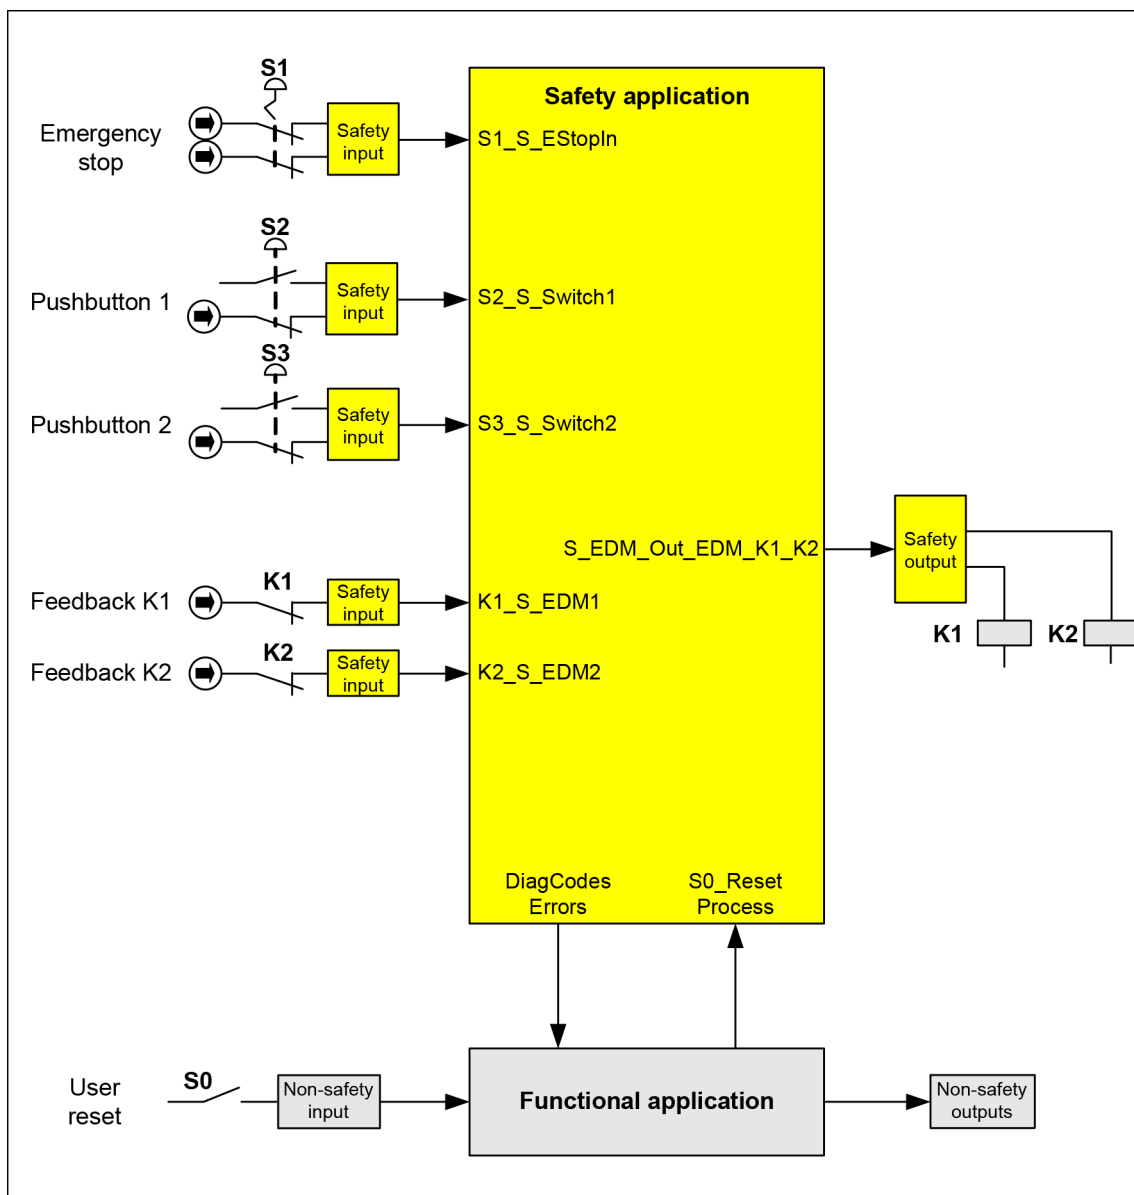 S1
Safety application
Emergency
stop
Safety
input
S1_S_EStopIn
S2
Pushbutton 1
Safety
input
S2_S_Switch1
S3
Pushbutton 2
Safety
input
S3_S_Switch2
S_EDM_Out_EDM_K1_K2
Safety
output
Feedback K1
K1
Safety
input
K1_S_EDM1
K1
K2
Feedback K2
K2
Safety
input
K2_S_EDM2
DiagCodes
Errors
S0_Reset
Process
User
reset
S0
Non-safety
input
Functional application
Non-safety
outputs